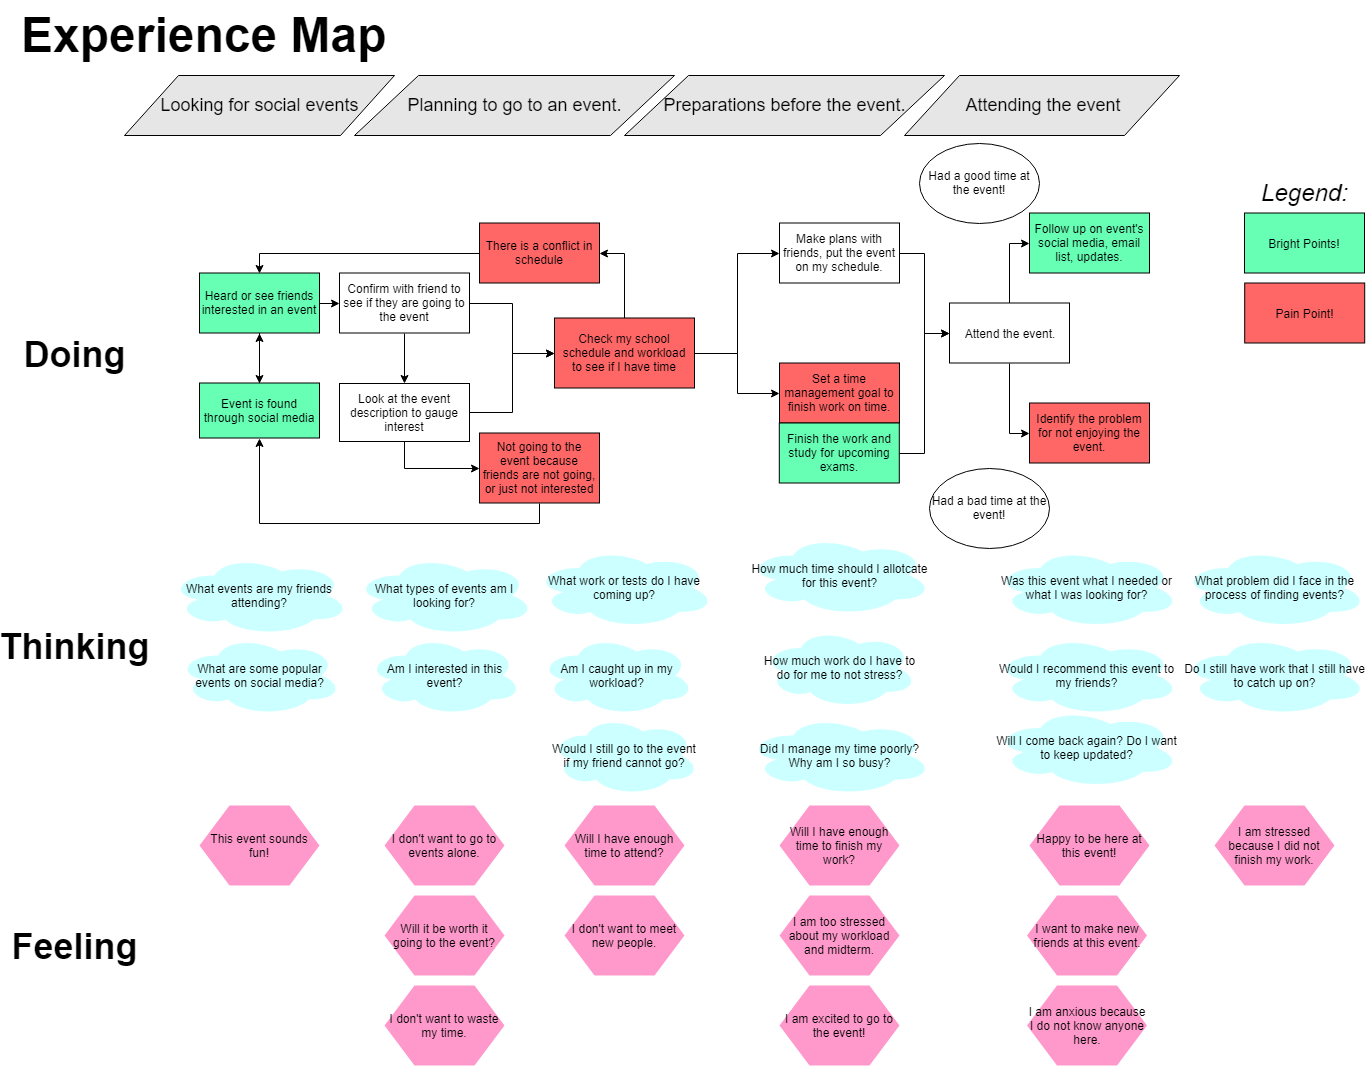 Experience Map
Looking for social events
Planning to go to an event.
Preparations before the event.
Attending the event
Had a good time at
the event!
Legend:
Bright Points!
Pain Point!
Doing
There is a conflict in
schedule
Heard or see friends
interested in an event
Confirm with friend to
see if they are going to
the event
Check my school
schedule and workload
to see if I have time
Event is found
through social media
Look at the event
description to gauge
interest
Not going to the
event because
friends are not going,
or just not interested
Make plans with
friends, put the event
on my schedule.
Set a time
management goal to
finish work on time.
Finish the work and
study for upcoming
exams.
Follow up on event's
social media, email
list, updates.
Attend the event.
Identify the problem
for not enjoying the
event.
Had a bad time at the
event!
Thinking
What events are my friends
attending?
What types of events am I
looking for?
What work or tests do I have
coming up?
How much time should I allotcate
for this event?
Was this event what I needed or
what I was looking for?
What problem did I face in the
process of finding events?
What are some popular
events on social media?
Am I interested in this
event?
Am I caught up in my
workload?
How much work do I have to
do for me to not stress?
Would I recommend this event to
my friends?
Do I still have work that I still have
to catch up on?
Would I still go to the event
if my friend cannot go?
Did I manage my time poorly?
Why am I so busy?
Will I come back again? Do I want
to keep updated?
Feeling
This event sounds
fun!
I don't want to go to
events alone.
Will I have enough
time to attend?
Will I have enough
time to finish my
work?
Happy to be here at
this event!
I am stressed
because I did not
finish my work.
Will it be worth it
going to the event?
I don't want to meet
new people.
I am too stressed
about my workload
and midterm.
I want to make new
friends at this event.
I don't want to waste
my time.
I am excited to go to
the event!
I am anxious because
I do not know anyone
here.